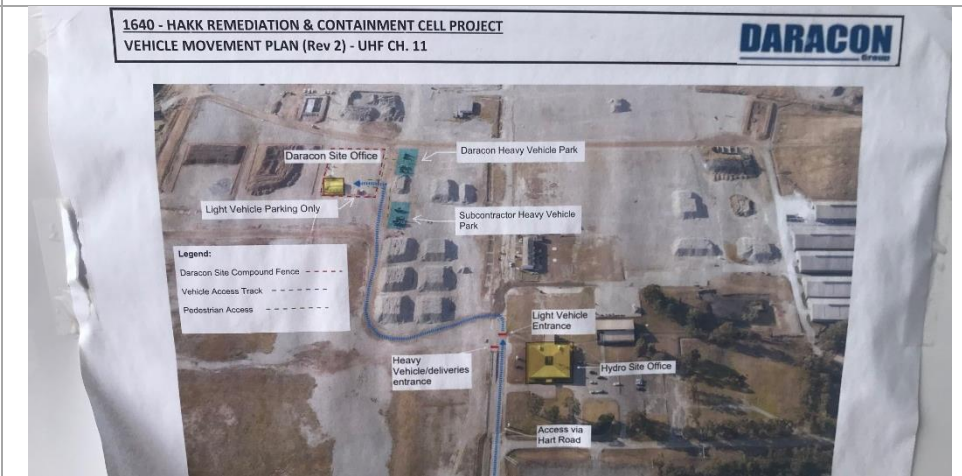 1640 - HAKK REMEDIATION & CONTAINMENT CELL PROJECT
VEHICLE MOVEMENT PLAN (Rev 2) - UHF CH. 11
DARACON
Group
Daracon Site Office
Daracon Heavy Vehicle Park
Light Vehicle Parking Only
Subcontractor Heavy Vehicle
Park
Legend:
Daracon Site Compound Fence
Vehicle Access Track
Pedestrian Access
Light Vehicle
Entrance
Heavy
Vehicle/deliveries
entrance
Hydro Site Office
Access via
Hart Road